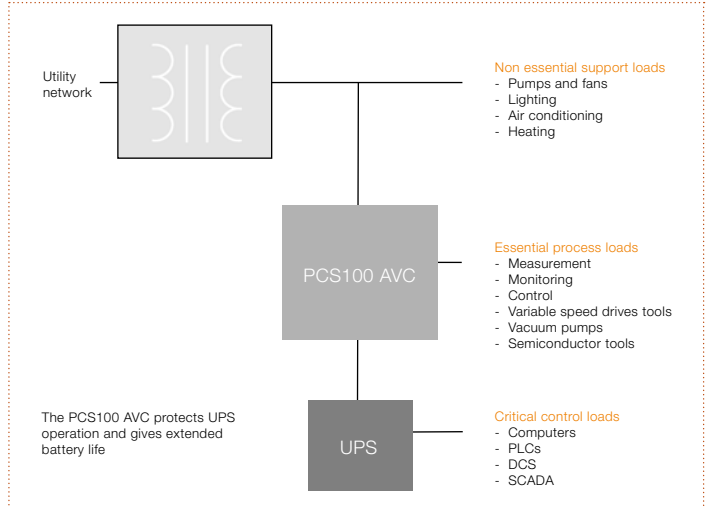 Utility
network
Non essential support loads
- Pumps and fans
- Lighting
- Air conditioning
- Heating
PCS100 AVC
Essential process loads
- Measurement
- Monitoring
- Control
- Variable speed drives tools
- Vacuum pumps
- Semiconductor tools
The PCS100 AVC protects UPS
operation and gives extended
battery life
UPS
Critical control loads
- Computers
- PLCs
- DCS
- SCADA